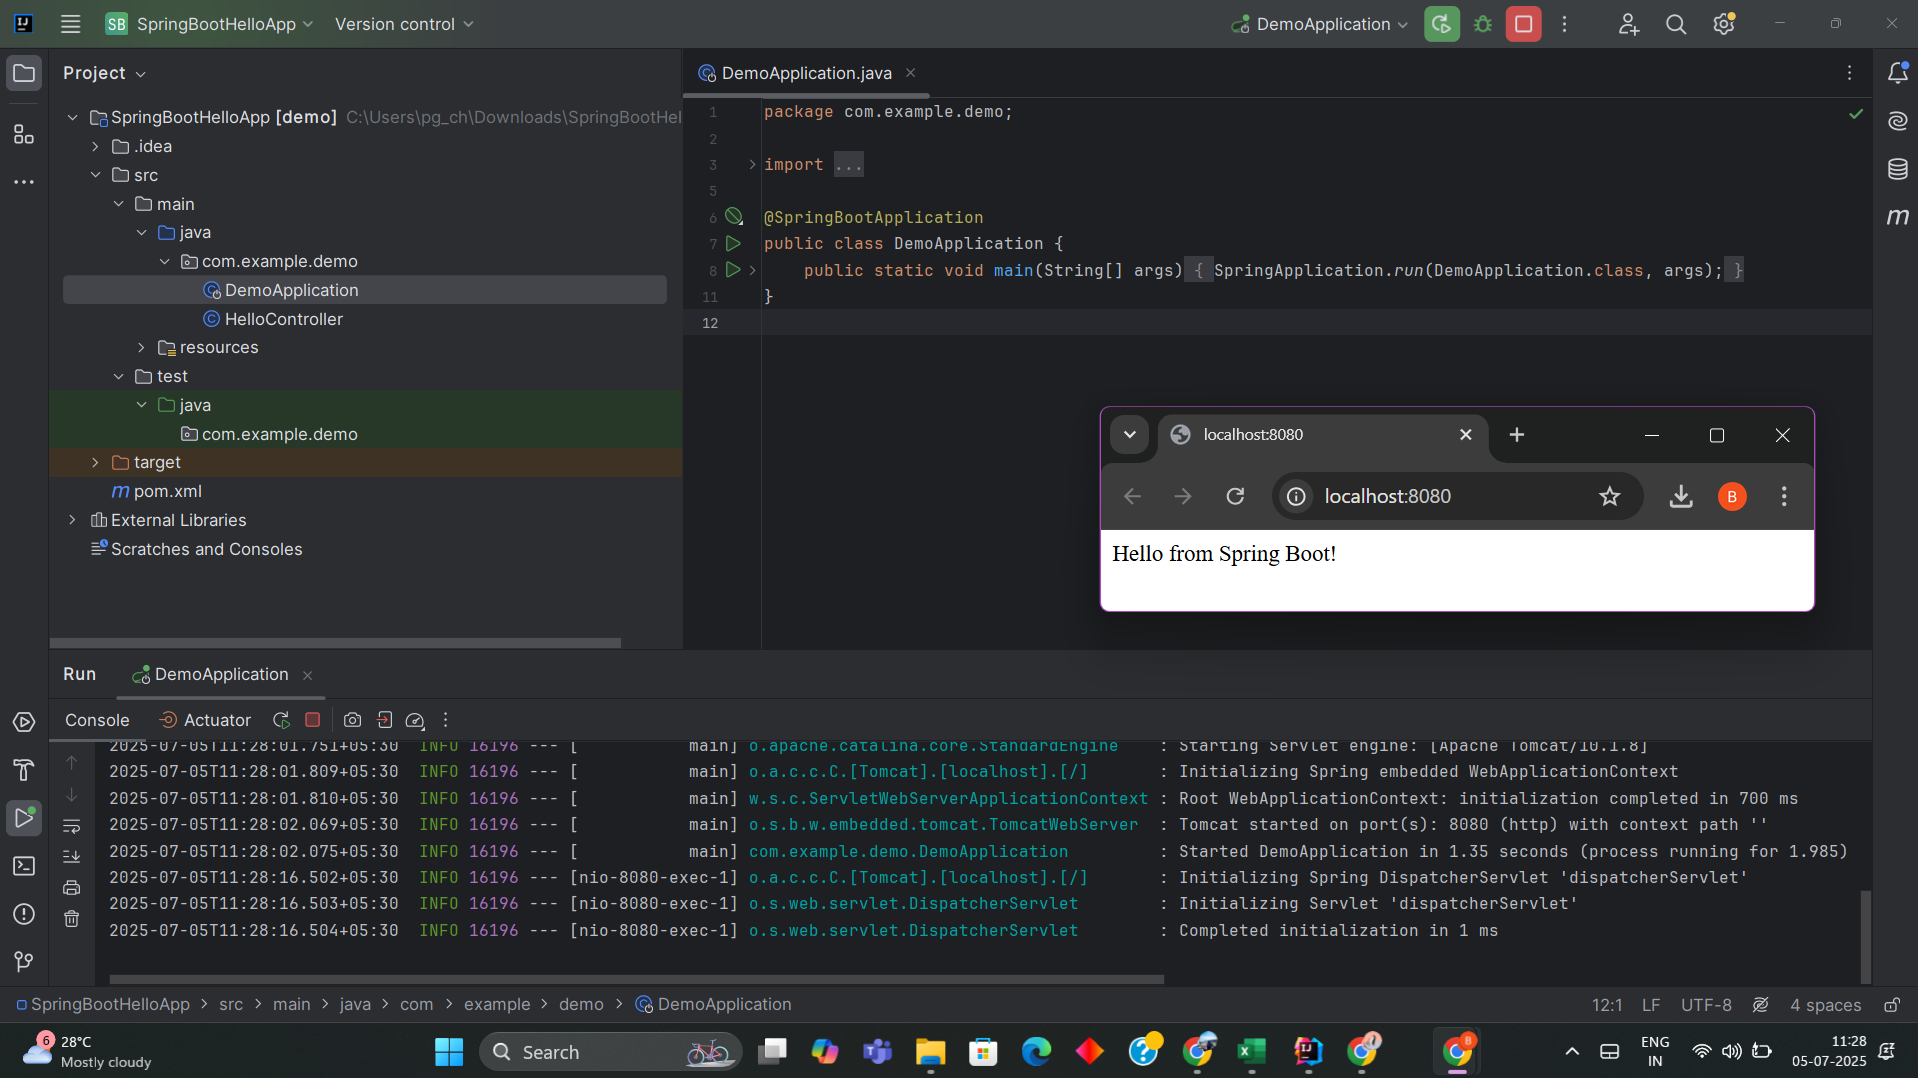 SB SpringBootHelloApp Version control DemoApplication
Project
SpringBootHelloApp [demo] C:\Users\pg_ch\Downloads\SpringBootHel
.idea
src
main
java
com.example.demo
DemoApplication
HelloController
resources
test
java
com.example.demo
target
pom.xml
External Libraries
Scratches and Consoles
DemoApplication.java
1 package com.example.demo;
2
3 import ...
5
6 @SpringBootApplication
7 public class DemoApplication {
8 public static void main(String[] args) { SpringApplication.run(DemoApplication.class, args); }
11 }
12
localhost:8080
localhost:8080 B
Hello from Spring Boot!
Run DemoApplication
Console Actuator
2025-07-05T11:28:01.751+05:30 INFO 16196 --- [ main] o.apache.catalina.core.StandardEngine : Starting Servlet engine: [Apache Tomcat/10.1.8]
2025-07-05T11:28:01.809+05:30 INFO 16196 --- [ main] o.a.c.c.C.[Tomcat].[localhost].[/] : Initializing Spring embedded WebApplicationContext
2025-07-05T11:28:01.810+05:30 INFO 16196 --- [ main] w.s.c.ServletWebServerApplicationContext : Root WebApplicationContext: initialization completed in 700 ms
2025-07-05T11:28:02.069+05:30 INFO 16196 --- [ main] o.s.b.w.embedded.tomcat.TomcatWebServer : Tomcat started on port(s): 8080 (http) with context path ''
2025-07-05T11:28:02.075+05:30 INFO 16196 --- [ main] com.example.demo.DemoApplication : Started DemoApplication in 1.35 seconds (process running for 1.985)
2025-07-05T11:28:16.502+05:30 INFO 16196 --- [nio-8080-exec-1] o.a.c.c.C.[Tomcat].[localhost].[/] : Initializing Spring DispatcherServlet 'dispatcherServlet'
2025-07-05T11:28:16.503+05:30 INFO 16196 --- [nio-8080-exec-1] o.s.web.servlet.DispatcherServlet : Initializing Servlet 'dispatcherServlet'
2025-07-05T11:28:16.504+05:30 INFO 16196 --- [nio-8080-exec-1] o.s.web.servlet.DispatcherServlet : Completed initialization in 1 ms
SpringBootHelloApp > src > main > java > com > example > demo > DemoApplication 12:1 LF UTF-8 4 spaces
6 28°C
Mostly cloudy
Search
ENG
IN
11:28
05-07-2025